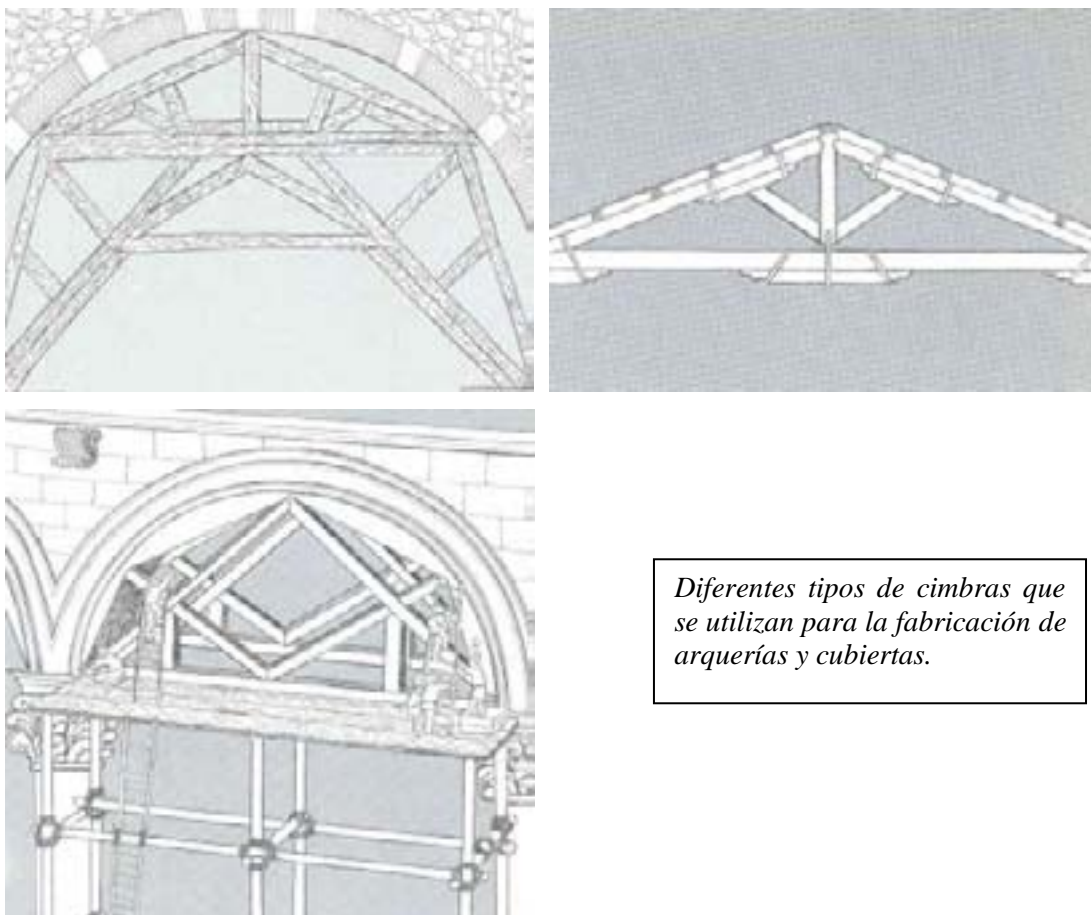 Diferentes tipos de cimbras que
se utilizan para la fabricación de
arquerías y cubiertas.